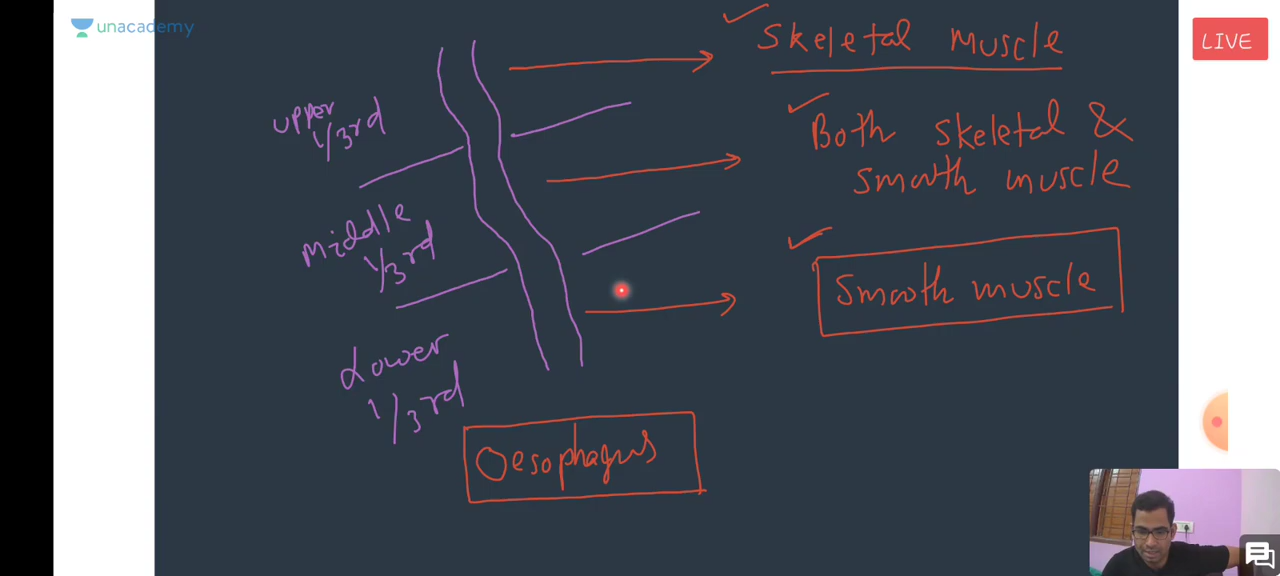 unacademy
LIVE
Skeletal muscle
upper
1/3rd
Both skeletal &
smooth muscle
middle
1/3rd
Smooth muscle
Lower
1/3rd
Oesophagus